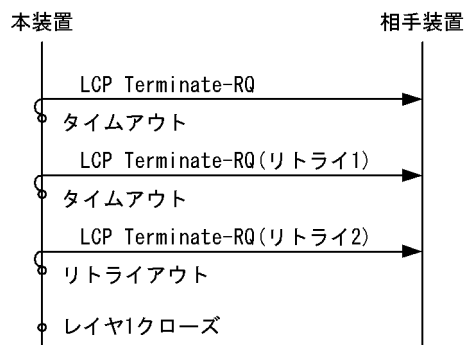 本装置 相手装置
LCP Terminate-RQ
タイムアウト
LCP Terminate-RQ(リトライ1)
タイムアウト
LCP Terminate-RQ(リトライ2)
リトライアウト
レイヤ1クローズ